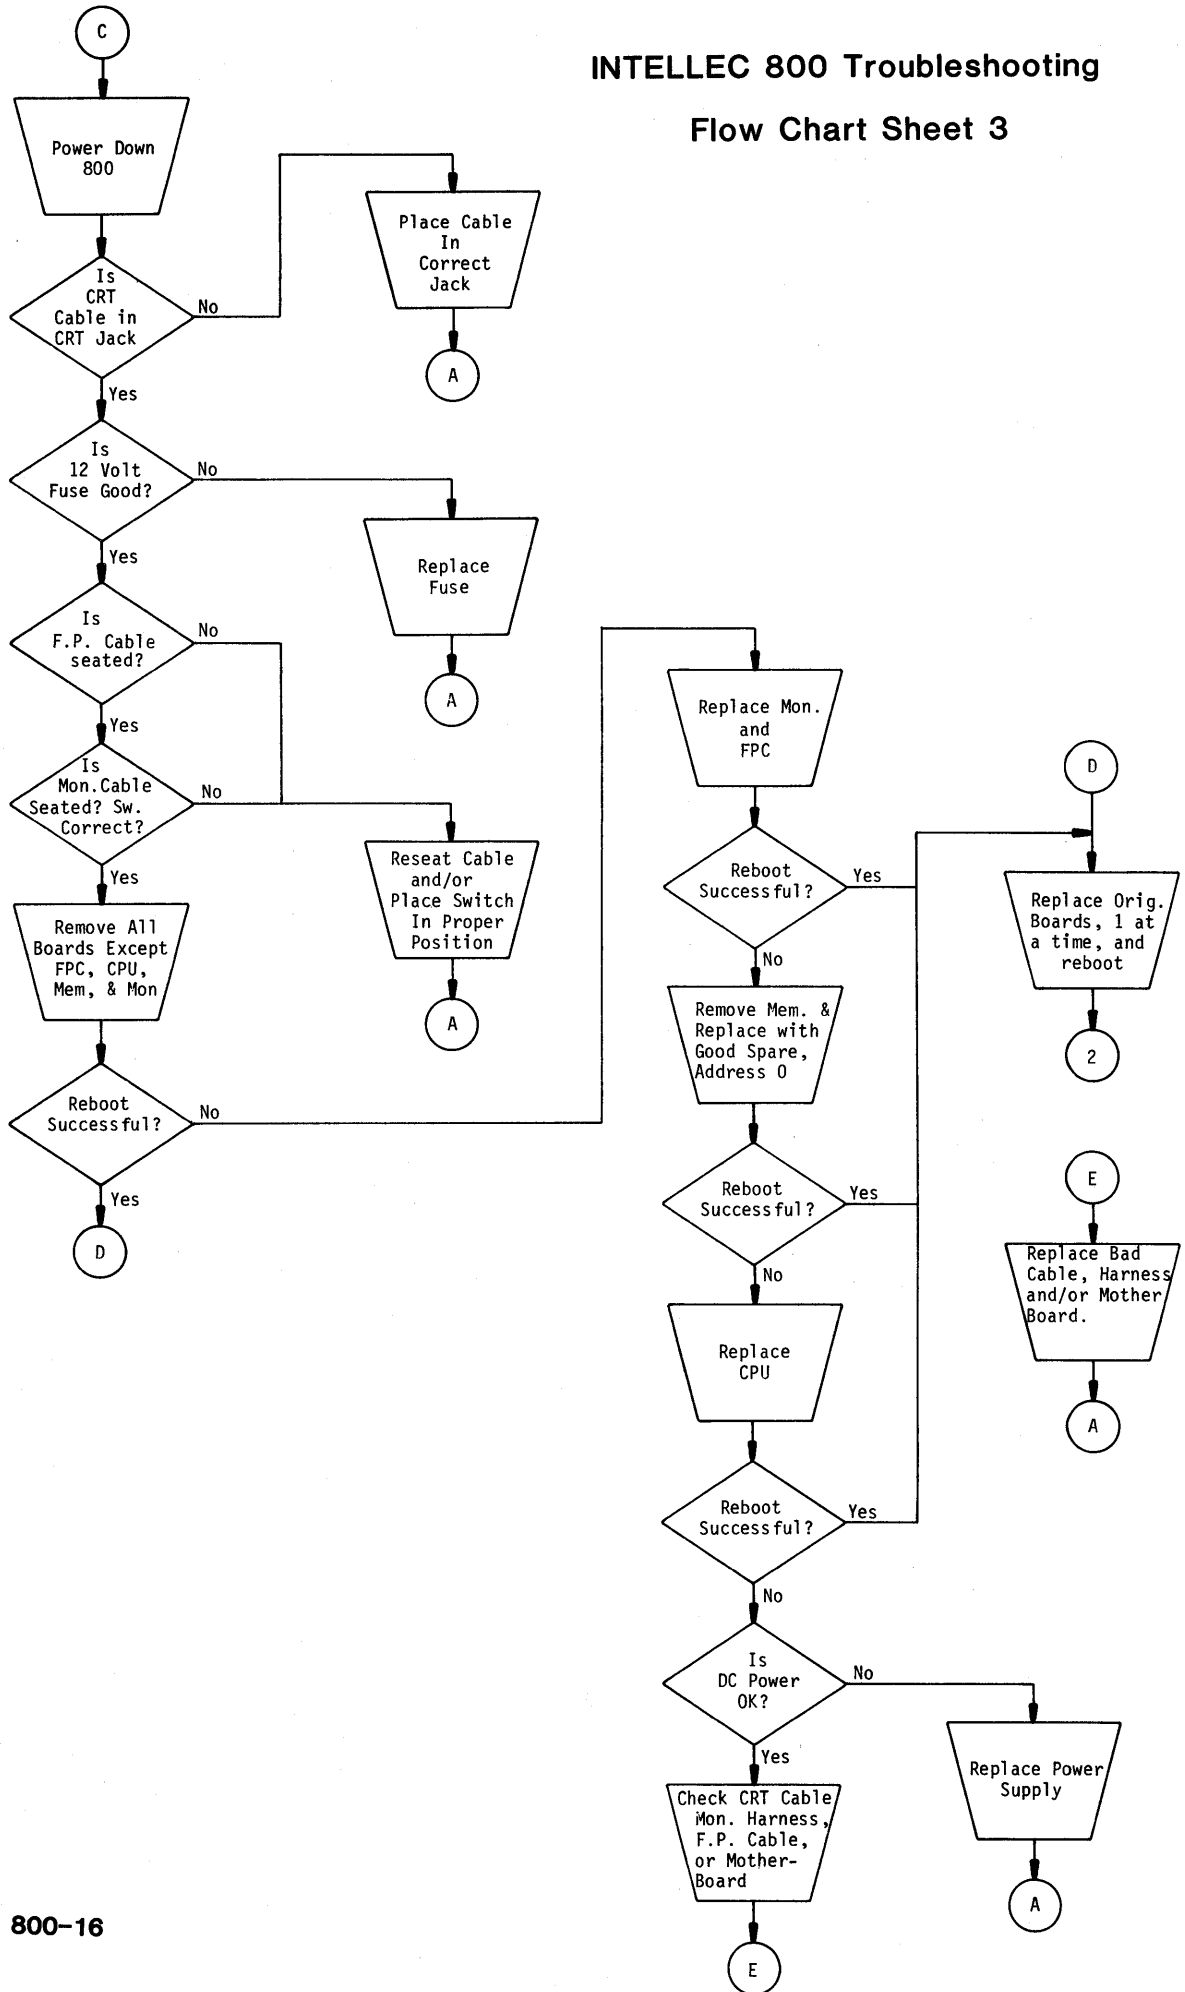 INTELLEC 800 Troubleshooting
Flow Chart Sheet 3
C
Power Down
800
Is
CRT
Cable in
CRT Jack
No
Yes
Place Cable
In
Correct
Jack
A
Is
12 Volt
Fuse Good?
No
Yes
Replace
Fuse
A
Is
F.P. Cable
seated?
No
Yes
Is
Mon.Cable
Seated? Sw.
Correct?
No
Yes
Reseat Cable
and/or
Place Switch
In Proper
Position
A
Remove All
Boards Except
FPC, CPU,
Mem, & Mon
Reboot
Successful?
No
Yes
D
Replace Mon.
and
FPC
Reboot
Successful?
Yes
No
Remove Mem. &
Replace with
Good Spare,
Address 0
Reboot
Successful?
Yes
No
Replace
CPU
Reboot
Successful?
Yes
No
Is
DC Power
OK?
No
Yes
Check CRT Cable
Mon. Harness,
F.P. Cable,
or Mother-
Board
E
Replace Power
Supply
A
D
Replace Orig.
Boards, 1 at
a time, and
reboot
2
E
Replace Bad
Cable, Harness
and/or Mother
Board.
A
800-16